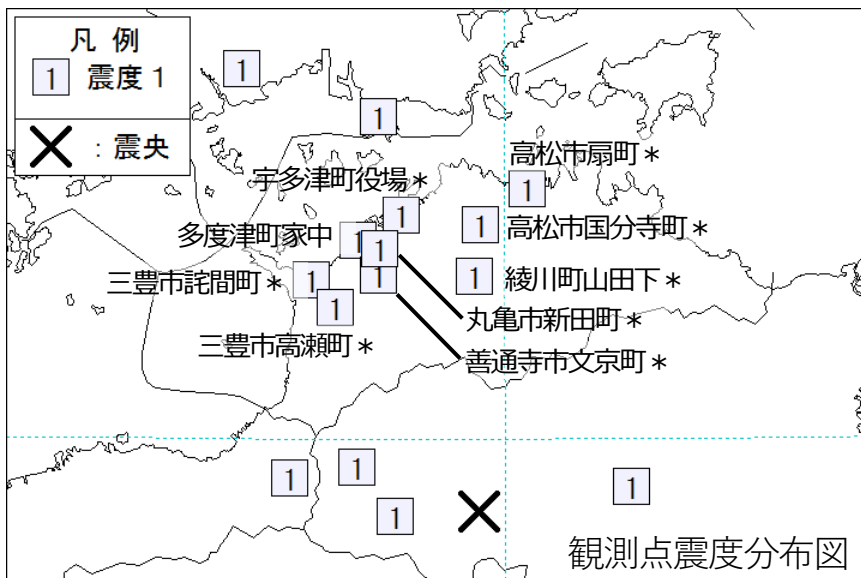 凡 例
1 震度 1
: 震央
1
1
高松市扇町*
1
宇多津町役場*
1
1
高松市国分寺町*
多度津町家中
1
1
三豊市詫間町*
1
1
1
綾川町山田下*
1
丸亀市新田町*
三豊市高瀬町*
善通寺市文京町*
1
1
1
1
観測点震度分布図